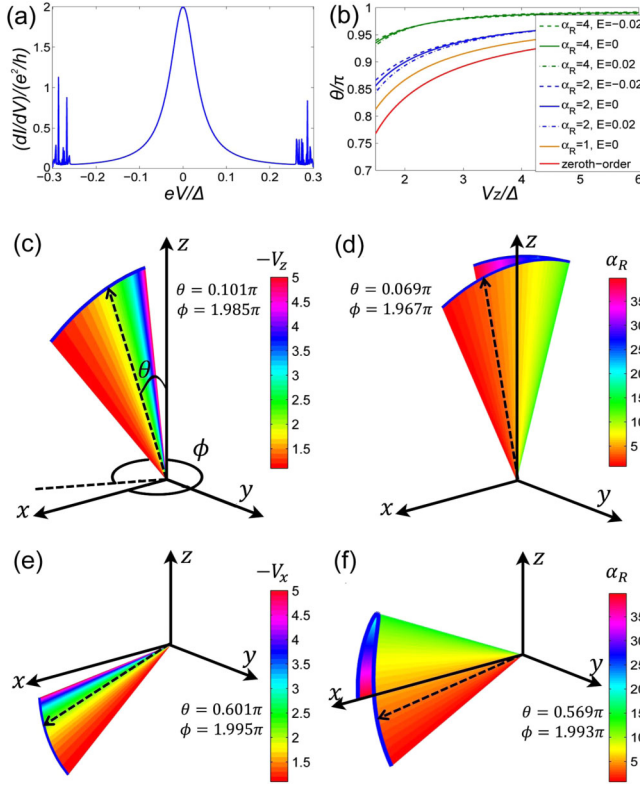 (a)
(dI/dV)/(e²/h)
2
1.5
1
0.5
0
−0.3 −0.2 −0.1 0 0.1 0.2 0.3
eV/Δ
(b)
θ/π
1
0.95
0.9
0.85
0.8
0.75
0.7
2 3 4 5 6
Vz/Δ
α_R=4, E=−0.02
α_R=4, E=0
α_R=4, E=0.02
α_R=2, E=−0.02
α_R=2, E=0
α_R=2, E=0.02
α_R=1, E=0
zeroth−order
(c)
z
θ = 0.101π
ϕ = 1.985π
θ
ϕ
x
y
−V_z
5
4.5
4
3.5
3
2.5
2
1.5
(d)
z
θ = 0.069π
ϕ = 1.967π
x
y
α_R
35
30
25
20
15
10
5
(e)
z
x
y
θ = 0.601π
ϕ = 1.995π
−V_x
5
4.5
4
3.5
3
2.5
2
1.5
(f)
z
x
y
θ = 0.569π
ϕ = 1.993π
α_R
35
30
25
20
15
10
5